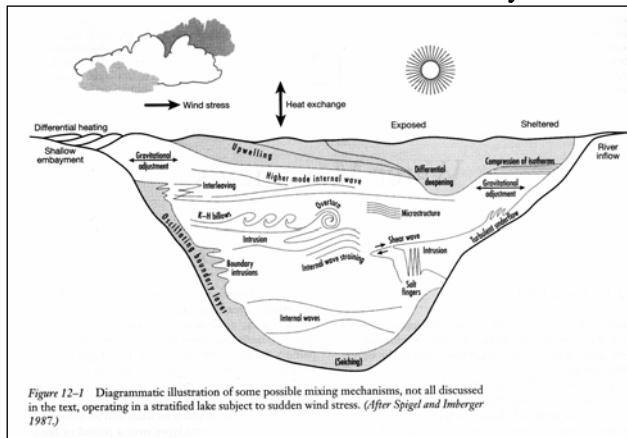 Wind stress
Heat exchange
Differential heating
Exposed
Sheltered
Shallow
embayment
Gravitational
adjustment
Upwelling
Differential
deepening
Compression of isotherms
River
inflow
Interleaving
Higher mode internal wave
Gravitational
adjustment
K–H billows
Overturn
Microstructure
Turbulent underflow
Shear wave
Intrusion
Intrusion
Internal wave straining
Oscillating boundary layer
Boundary
intrusions
Salt
fingers
Internal waves
(Seiching)
Figure 12–1 Diagrammatic illustration of some possible mixing mechanisms, not all discussed
in the text, operating in a stratified lake subject to sudden wind stress. (After Spigel and Imberger
1987.)